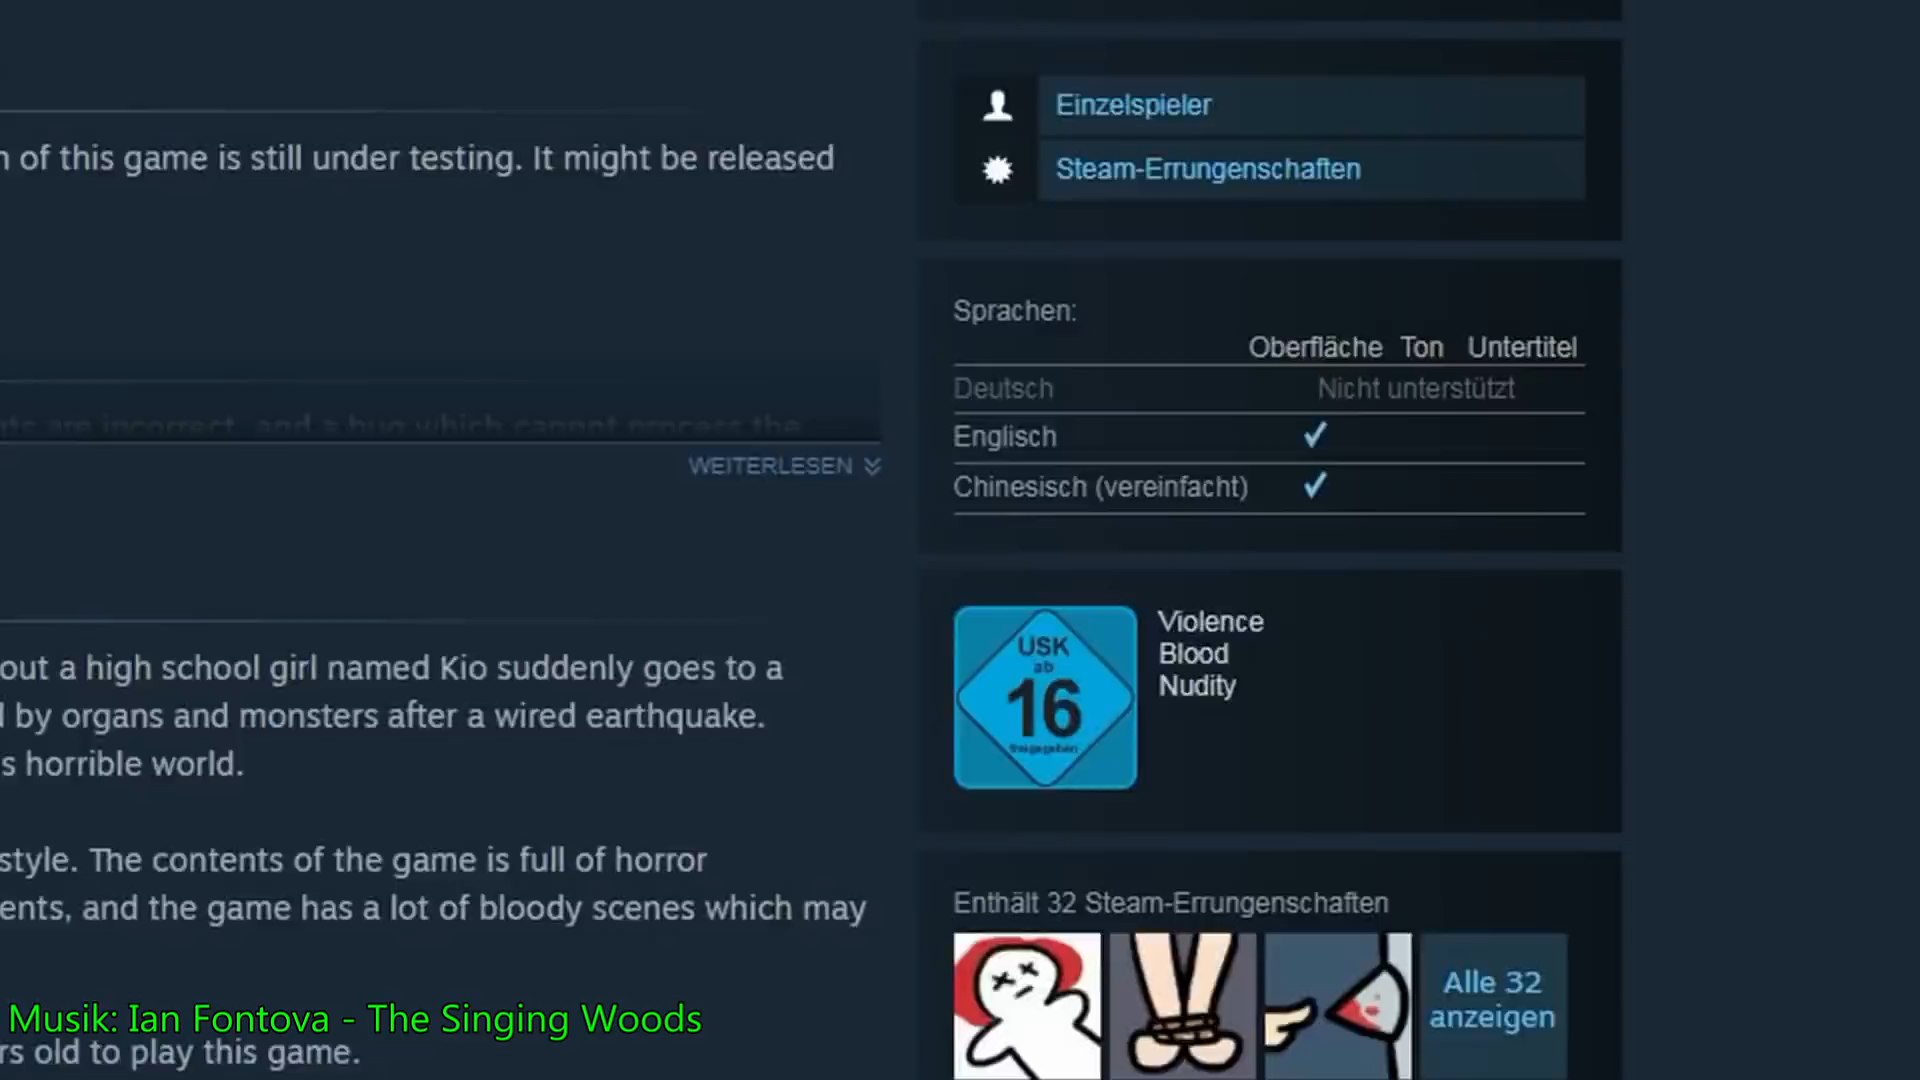 n of this game is still under testing. It might be released
WEITERLESEN
out a high school girl named Kio suddenly goes to a
d by organs and monsters after a wired earthquake.
s horrible world.
style. The contents of the game is full of horror
ents, and the game has a lot of bloody scenes which may
Musik: Ian Fontova - The Singing Woods
rs old to play this game.
Einzelspieler
Steam-Errungenschaften
Sprachen:
Oberfläche Ton Untertitel
Deutsch Nicht unterstützt
Englisch ✓
Chinesisch (vereinfacht) ✓
USK
ab
16
freigegeben
Violence
Blood
Nudity
Enthält 32 Steam-Errungenschaften
Alle 32
anzeigen